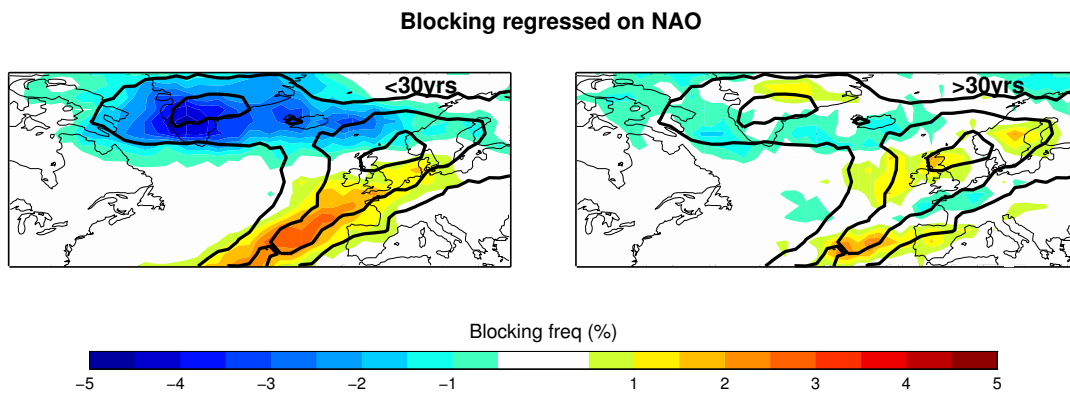 Blocking regressed on NAO
<30yrs
>30yrs
Blocking freq (%)
−5 −4 −3 −2 −1 1 2 3 4 5